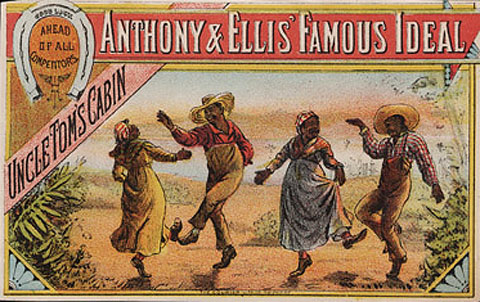 GOOD LUCK
AHEAD
OF ALL
COMPETITORS.
ANTHONY & ELLIS' FAMOUS IDEAL
UNCLE TOM'S CABIN